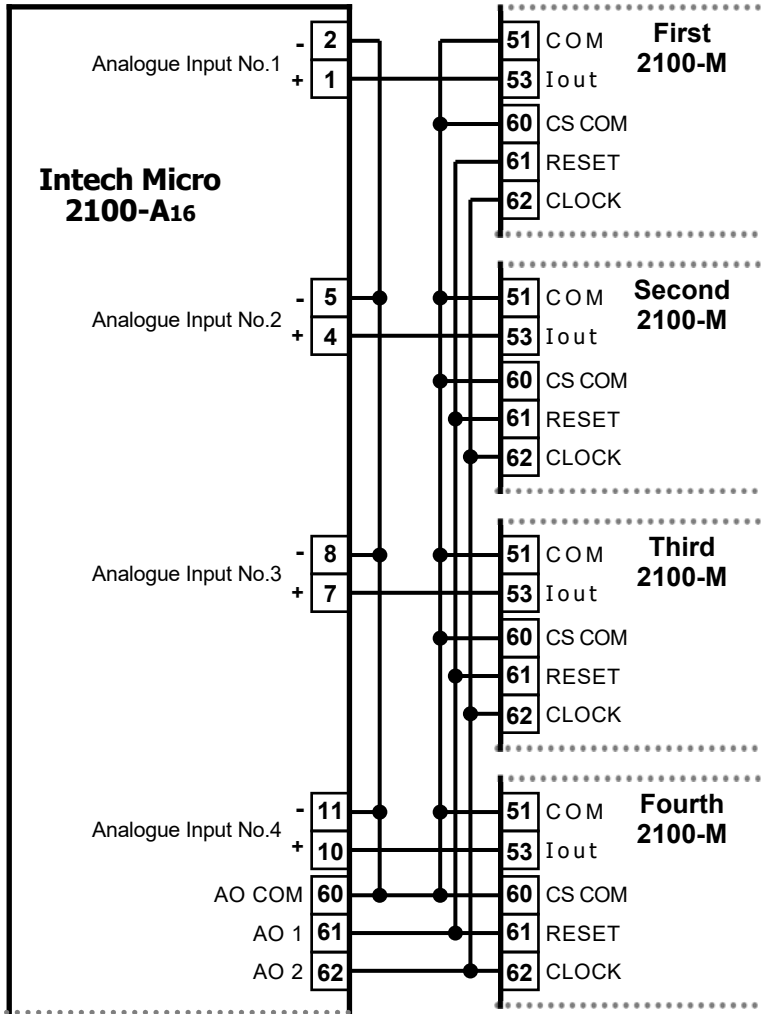 - 2
Analogue Input No.1
+ 1
Intech Micro
2100-A16
- 5
Analogue Input No.2
+ 4
- 8
Analogue Input No.3
+ 7
- 11
Analogue Input No.4
+ 10
AO COM 60
AO 1 61
AO 2 62
51 COM
53 Iout
60 CS COM
61 RESET
62 CLOCK
First
2100-M
51 COM
53 Iout
60 CS COM
61 RESET
62 CLOCK
Second
2100-M
51 COM
53 Iout
60 CS COM
61 RESET
62 CLOCK
Third
2100-M
51 COM
53 Iout
60 CS COM
61 RESET
62 CLOCK
Fourth
2100-M